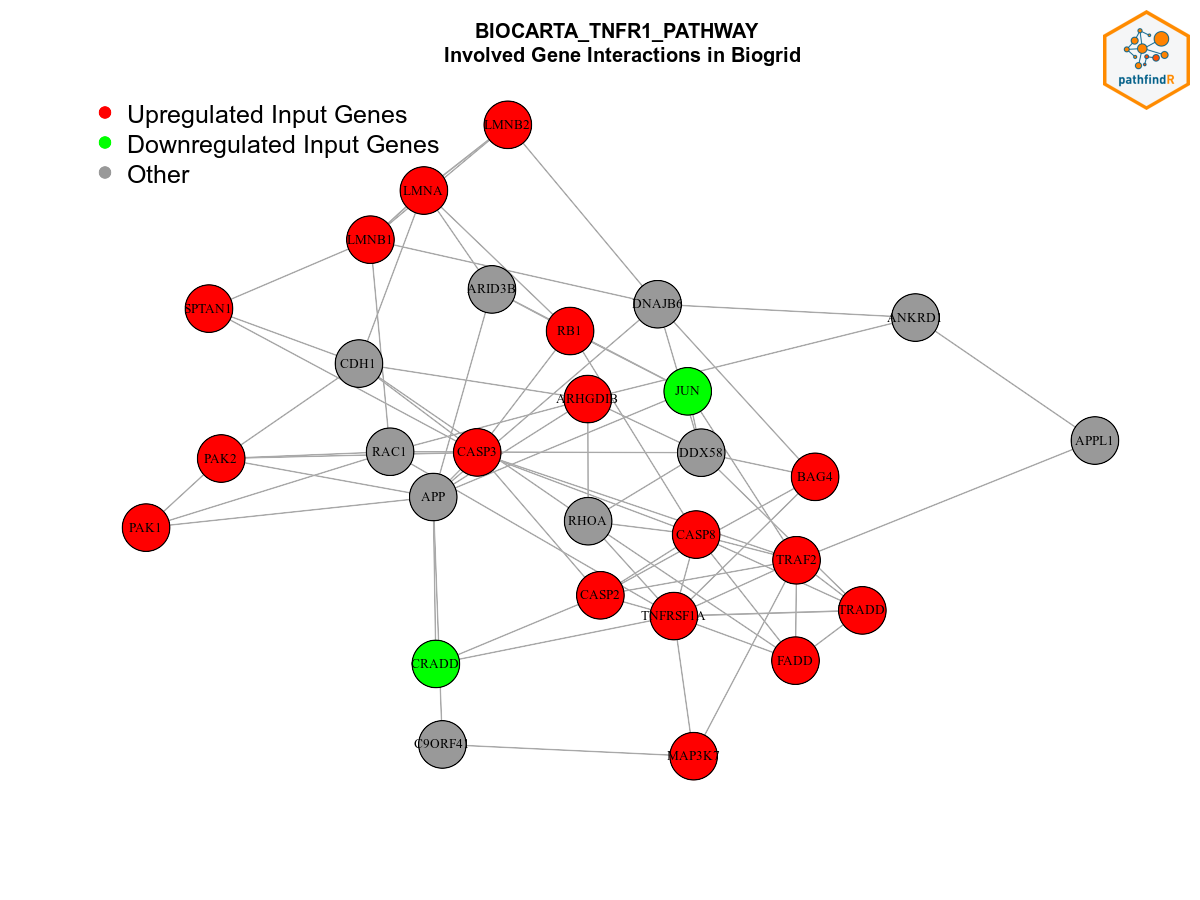 BIOCARTA_TNFR1_PATHWAY
Involved Gene Interactions in Biogrid
pathfindR
Upregulated Input Genes
Downregulated Input Genes
Other
LMNB2
LMNA
LMNB1
ARID3B
DNAJB6
SPTAN1
ANKRD1
RB1
CDH1
JUN
ARHGDIB
APPL1
RAC1
CASP3
DDX58
PAK2
BAG4
APP
RHOA
PAK1
CASP8
TRAF2
CASP2
TNFRSF1A
TRADD
CRADD
FADD
C9ORF41
MAP3K7